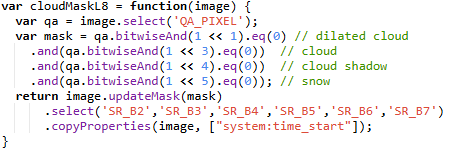 var cloudMaskL8 = function(image) {
  var qa = image.select('QA_PIXEL');
  var mask = qa.bitwiseAnd(1 << 1).eq(0) // dilated cloud
    .and(qa.bitwiseAnd(1 << 3).eq(0))  // cloud
    .and(qa.bitwiseAnd(1 << 4).eq(0))  // cloud shadow
    .and(qa.bitwiseAnd(1 << 5).eq(0)); // snow
  return image.updateMask(mask)
      .select('SR_B2','SR_B3','SR_B4','SR_B5','SR_B6','SR_B7')
      .copyProperties(image, ["system:time_start"]);
}